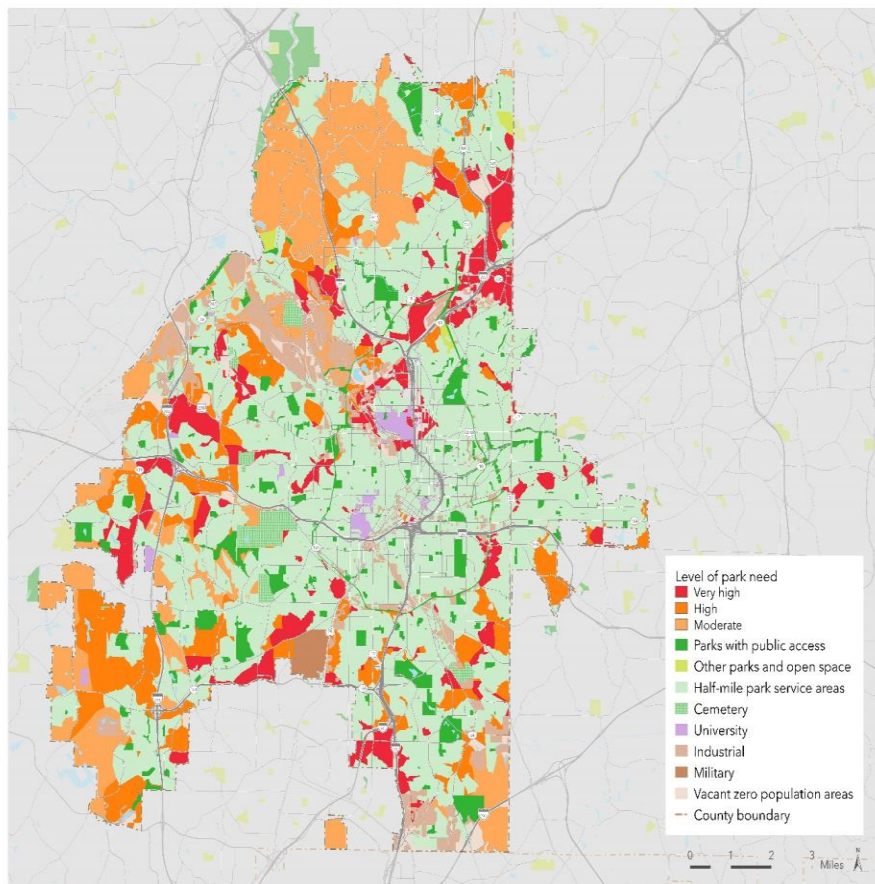 Level of park need
Very high
High
Moderate
Parks with public access
Other parks and open space
Half-mile park service areas
Cemetery
University
Industrial
Military
Vacant zero population areas
County boundary
0 1 2 3
Miles
N